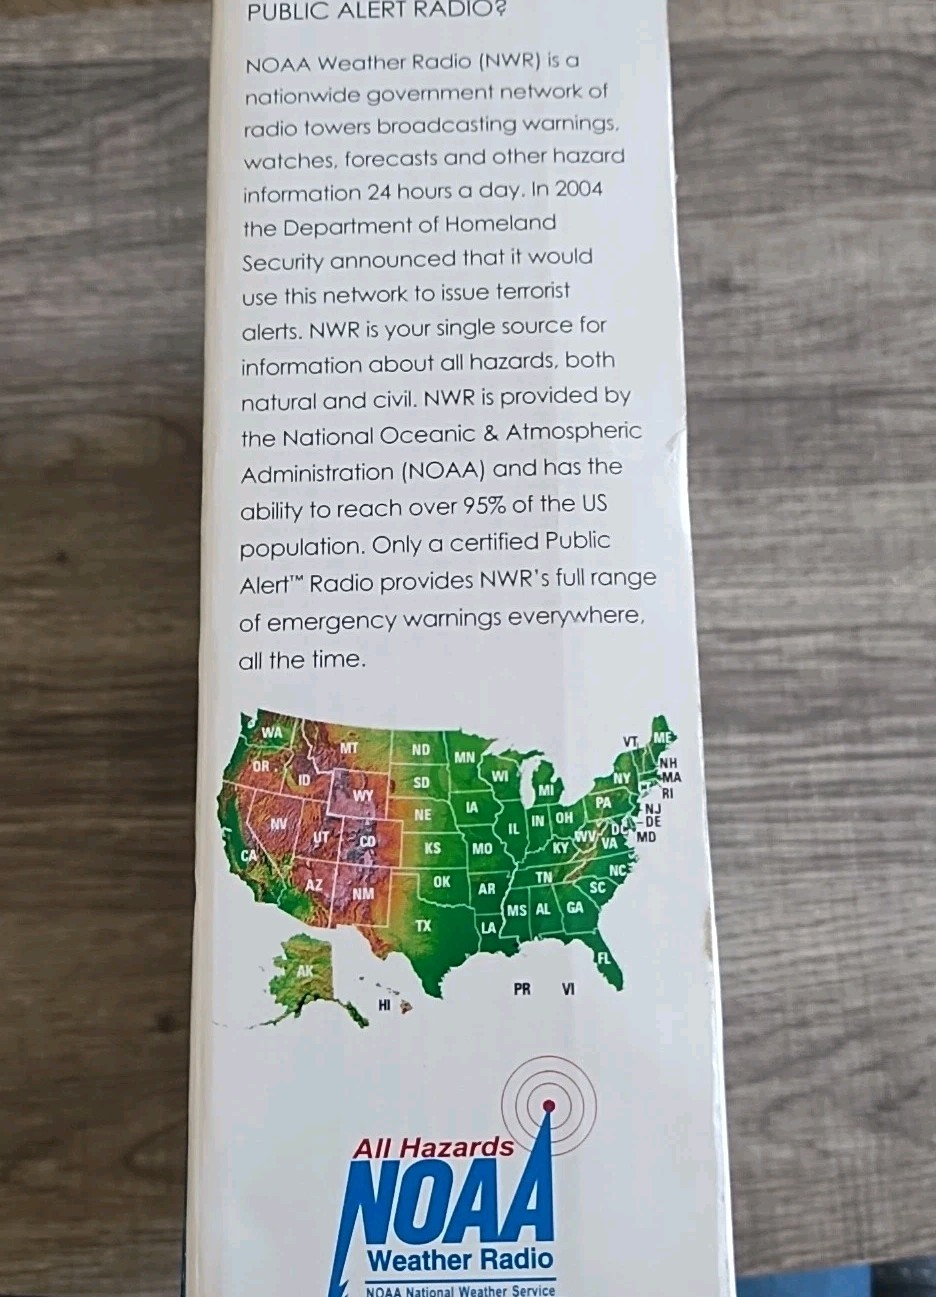 PUBLIC ALERT RADIO?
NOAA Weather Radio (NWR) is a
nationwide government network of
radio towers broadcasting warnings,
watches, forecasts and other hazard
information 24 hours a day. In 2004
the Department of Homeland
Security announced that it would
use this network to issue terrorist
alerts. NWR is your single source for
information about all hazards, both
natural and civil. NWR is provided by
the National Oceanic & Atmospheric
Administration (NOAA) and has the
ability to reach over 95% of the US
population. Only a certified Public
Alert™ Radio provides NWR's full range
of emergency warnings everywhere,
all the time.
WA MT ND MN VT ME
OR ID SD WI MI NY NH MA RI
WY NE IA PA NJ
NV UT CO IL IN OH WV DC DE MD
CA KS MO KY VA
AZ NM OK AR TN NC SC
TX LA MS AL GA
AK FL
HI PR VI
All Hazards
NOAA
Weather Radio
NOAA National Weather Service